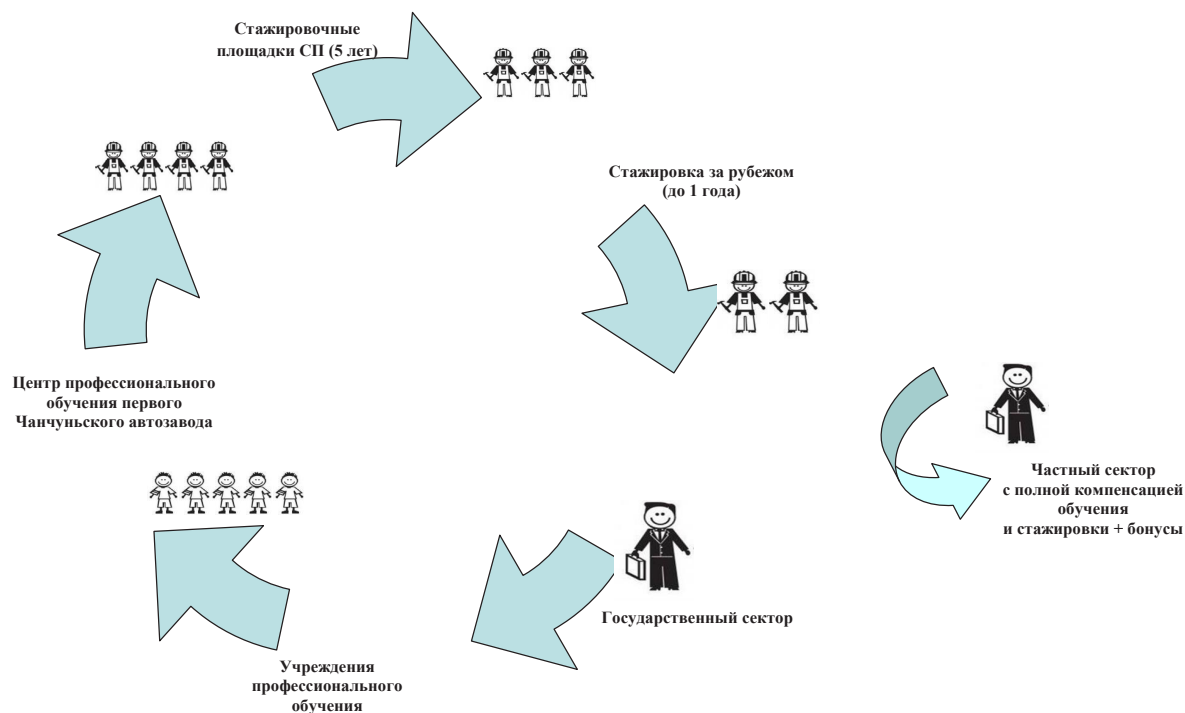 Стажировочные
площадки СП (5 лет)
Стажировка за рубежом
(до 1 года)
Центр профессионального
обучения первого
Чанчуньского автозавода
Частный сектор
с полной компенсацией
обучения
и стажировки + бонусы
Государственный сектор
Учреждения
профессионального
обучения